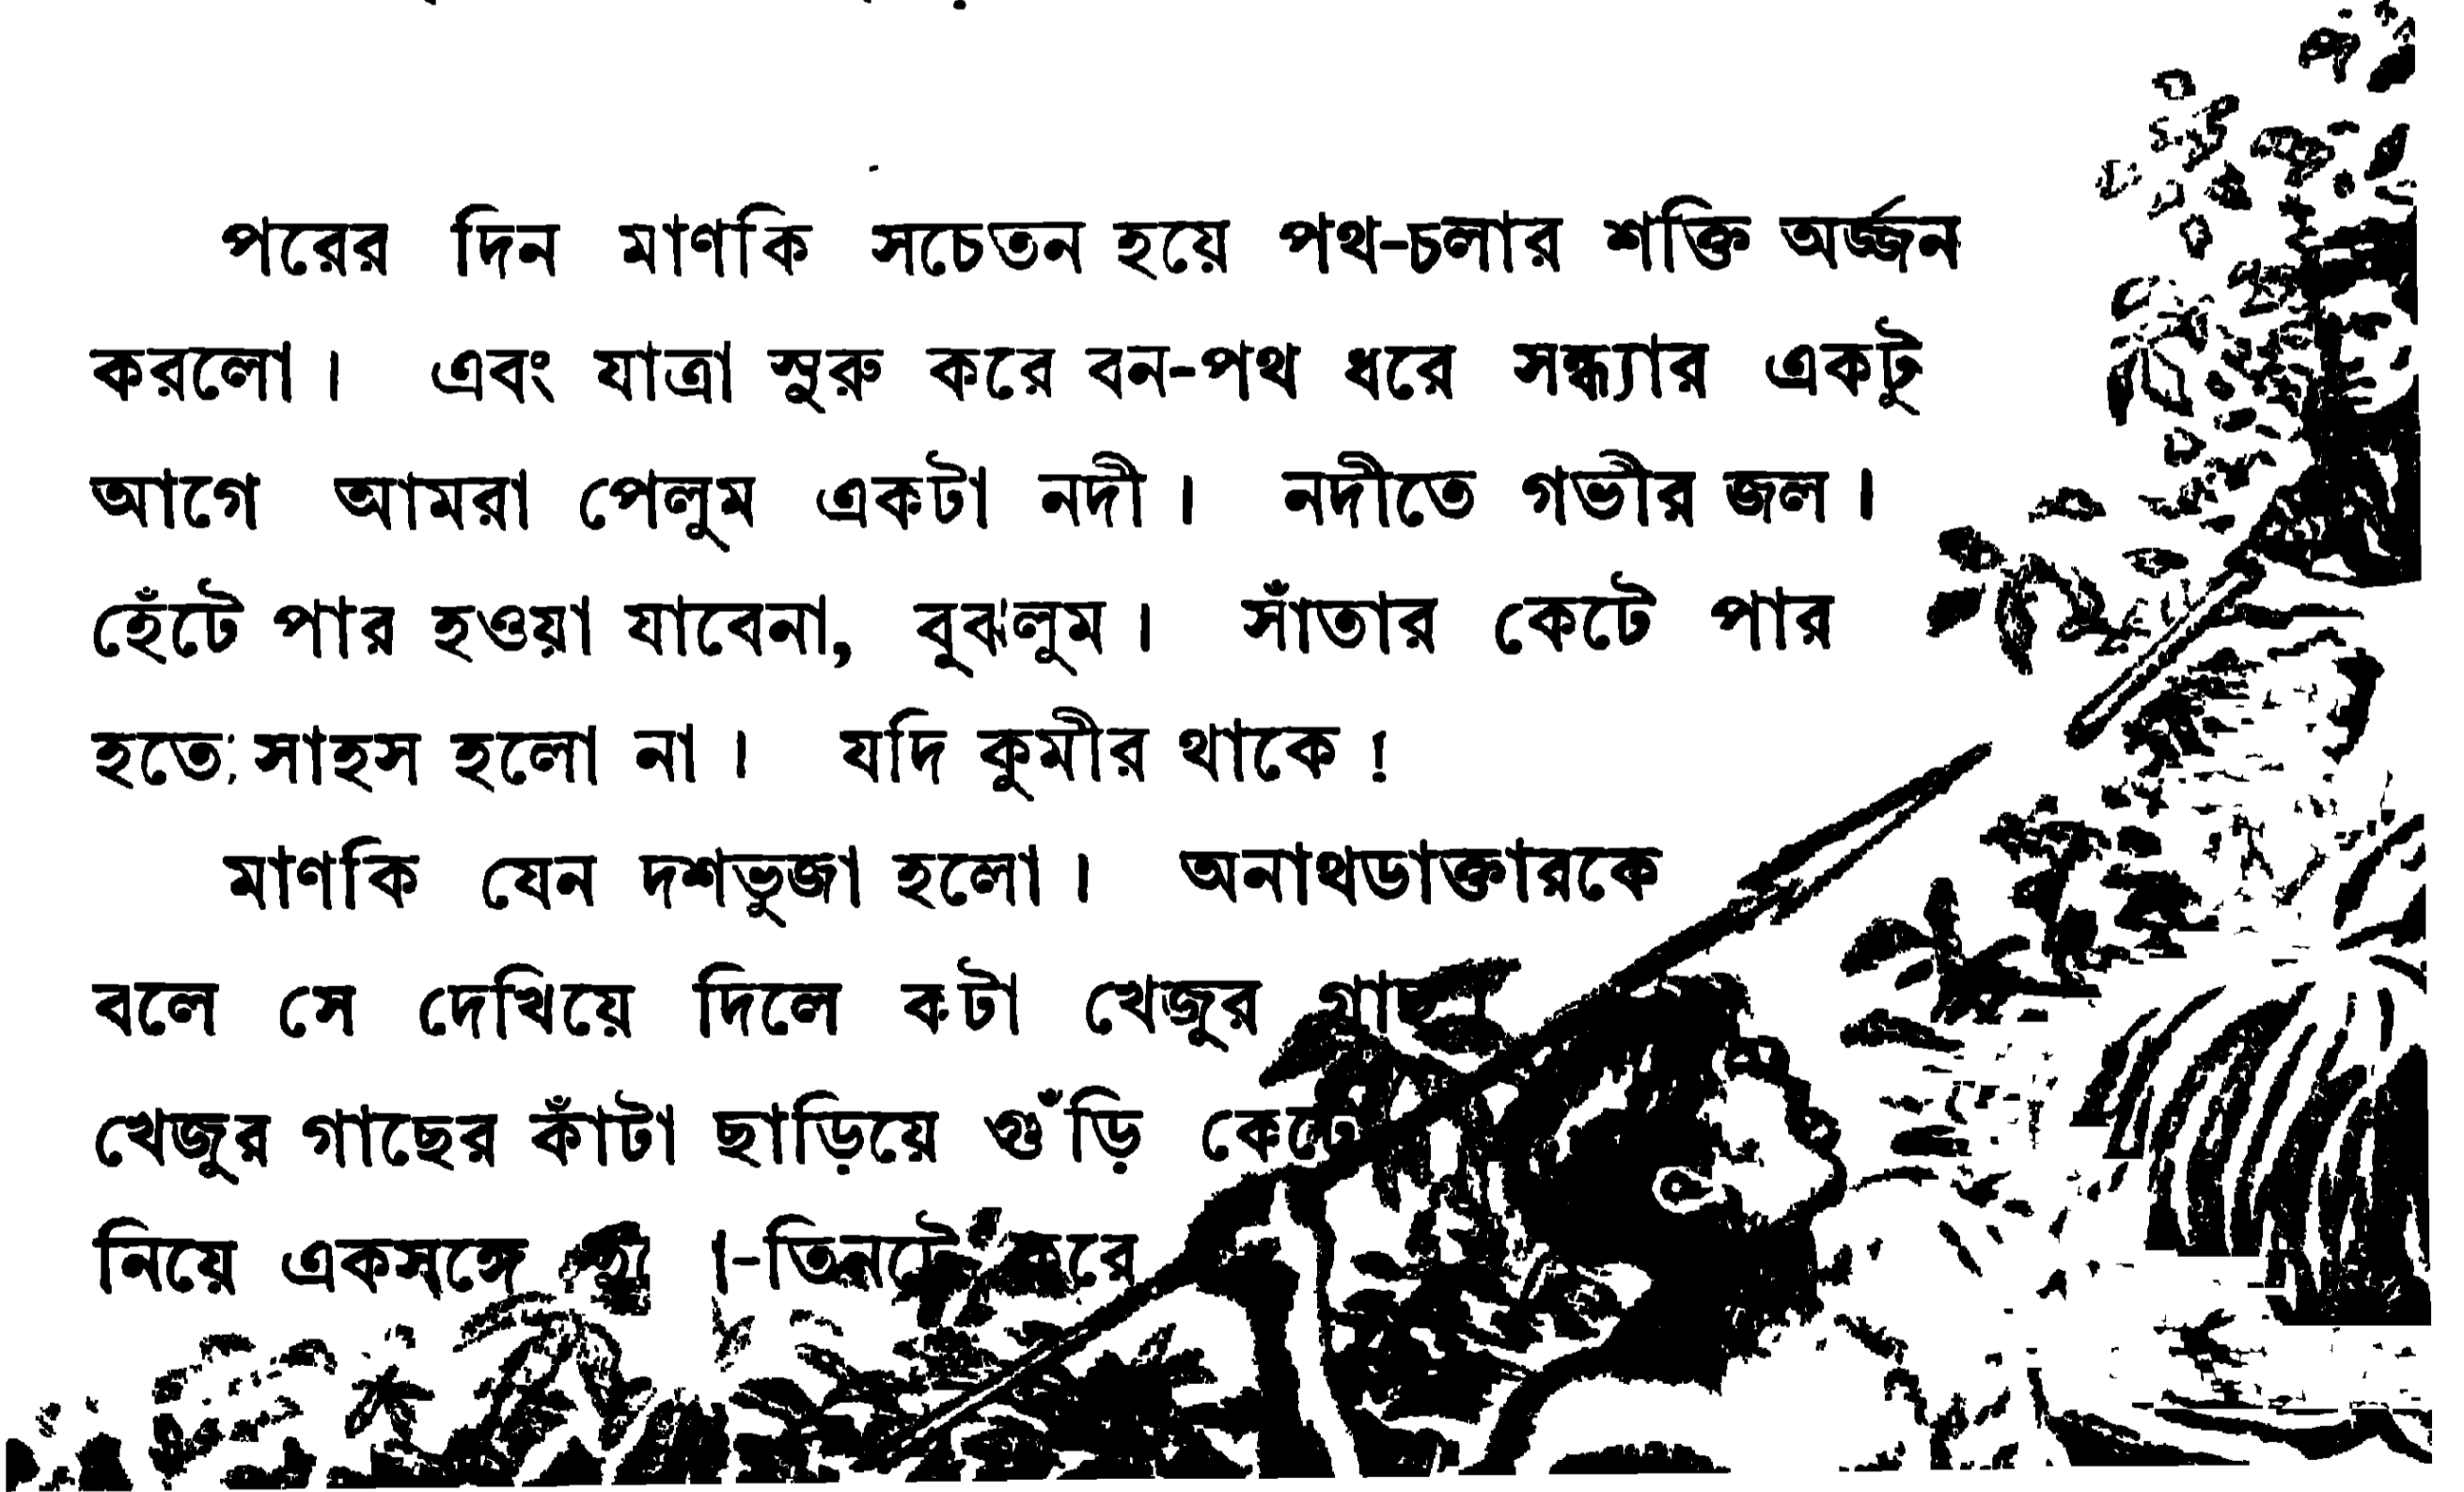 পরের দিন মাণকি সচেতন হয়ে পথ-চলার শক্তি অর্জ্জন
করলো। এবং যাত্রা সুরু করে বন-পথ ধরে সন্ধ্যার একটু
আগে আমরা পেলুম একটা নদী। নদীতে গভীর জল।
হেঁটে পার হওয়া যাবেনা, বুঝলুম। সাঁতার কেটে পার
হতে সাহস হলো না। যদি কুমীর থাকে!
মাণকি যেন দশভুজা হলো। অনাথডাক্তারকে
বলে সে দেখিয়ে দিলে কটা খেজুর গাছ।
খেজুর গাছের কাঁটা ছাড়িয়ে গুঁড়ি কেটে
নিয়ে একসঙ্গে